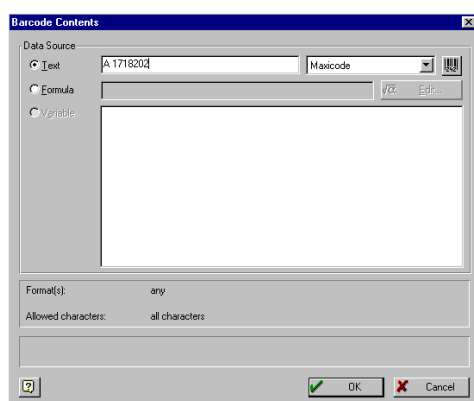 Barcode Contents
Data Source
Text
A 1718202
Maxicode
Formula
√α
Edit...
Variable
Format(s):
any
Allowed characters:
all characters
?
OK
Cancel